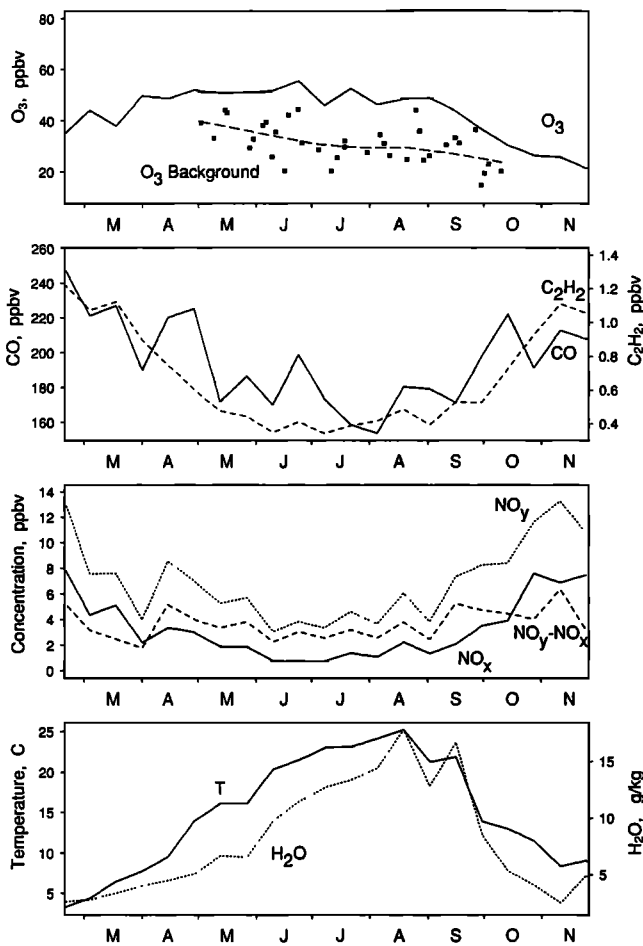 80
60
40
20
O3, ppbv
O3
O3 Background
M A M J J A S O N
260
240
220
200
180
160
CO, ppbv
C2H2
CO
1.4
1.2
1.0
0.8
0.6
0.4
C2H2, ppbv
M A M J J A S O N
14
12
10
8
6
4
2
0
Concentration, ppbv
NOy
NOy-NOx
NOx
M A M J J A S O N
25
20
15
10
5
Temperature, C
T
H2O
15
10
5
H2O, g/kg
M A M J J A S O N